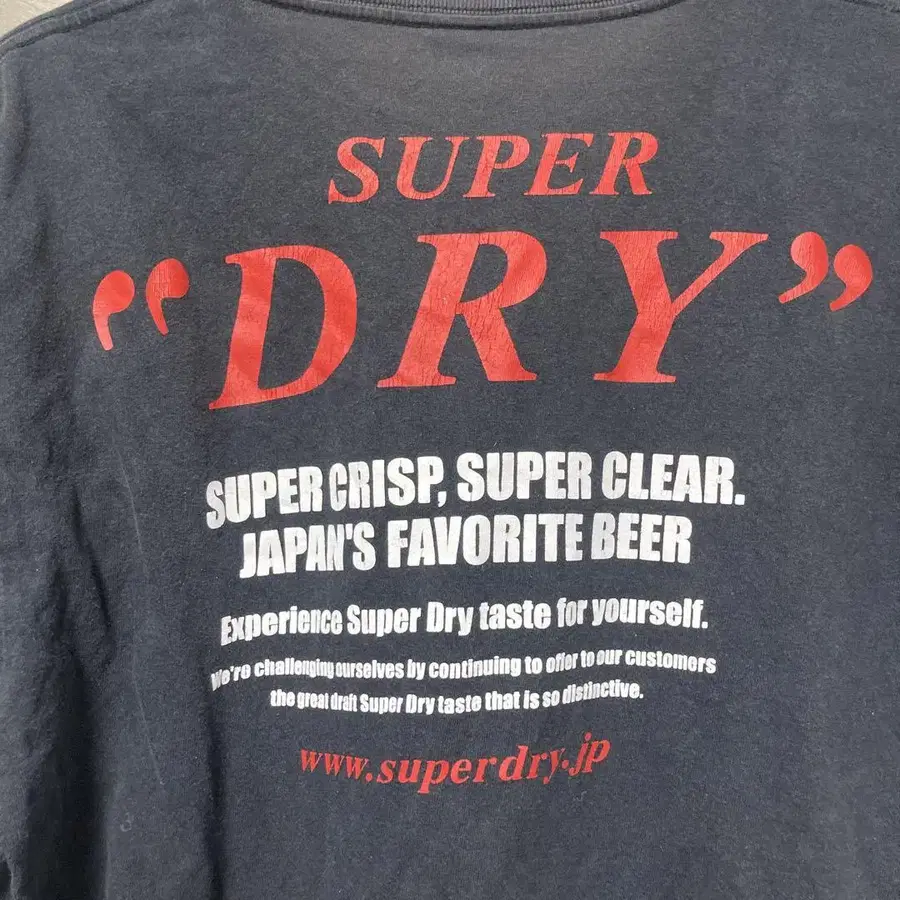 SUPER
“DRY”
SUPER CRISP, SUPER CLEAR.
JAPAN'S FAVORITE BEER
Experience Super Dry taste for yourself.
We're challenging ourselves by continuing to offer to our customers
the great draft Super Dry taste that is so distinctive.
www.superdry.jp